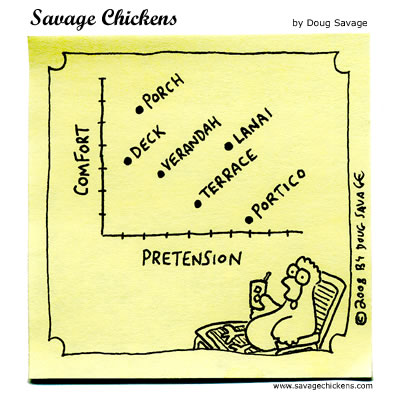 Savage Chickens
by Doug Savage
PORCH
DECK
VERANDAH
LANAI
TERRACE
PORTICO
COMFORT
PRETENSION
© 2008 BY DOUG SAVAGE
www.savagechickens.com